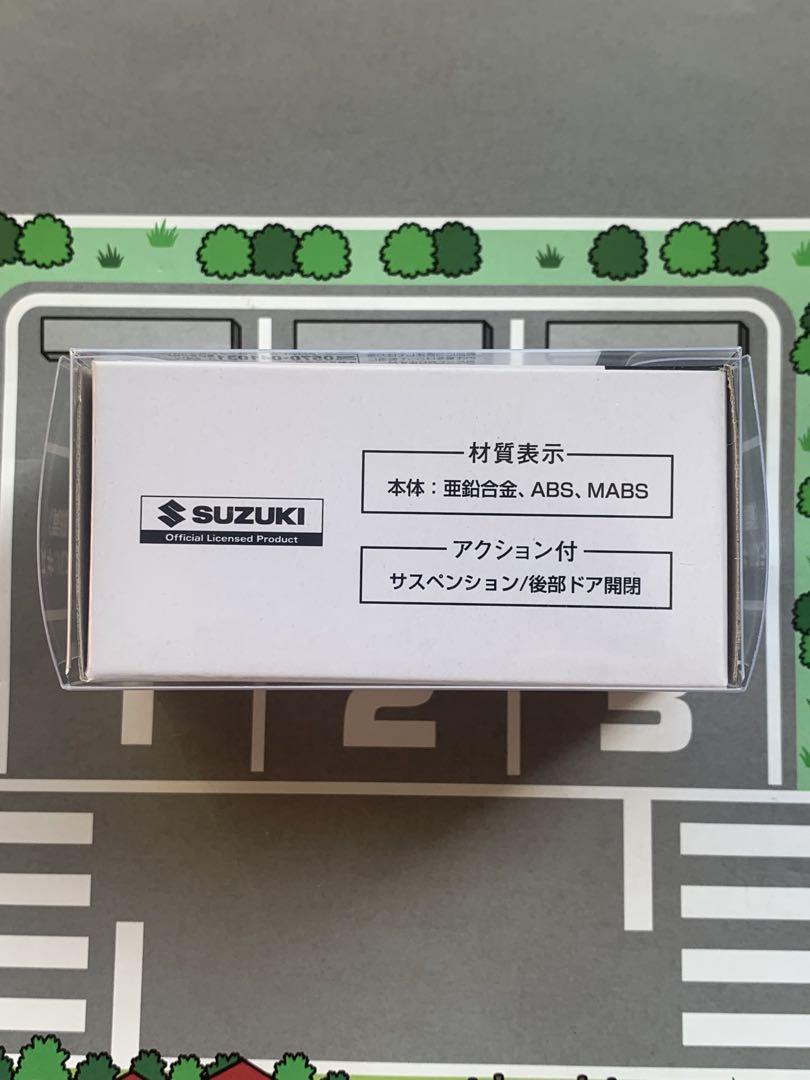 材質表示
本体：亜鉛合金、ABS、MABS
SUZUKI
Official Licensed Product
アクション付
サスペンション/後部ドア開閉
2
3